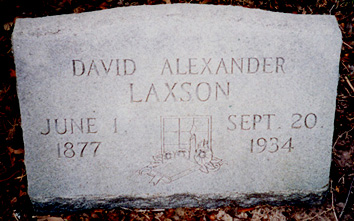 DAVID ALEXANDER
LAXSON
JUNE 1. SEPT. 20.
1877 1934